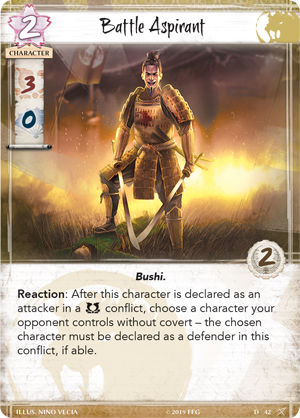 Battle Aspirant
2
CHARACTER
3
0
Bushi.
2
Reaction: After this character is declared as an
attacker in a conflict, choose a character your
opponent controls without covert – the chosen
character must be declared as a defender in this
conflict, if able.
ILLUS. NINO VECIA ©2019 FFG D 42